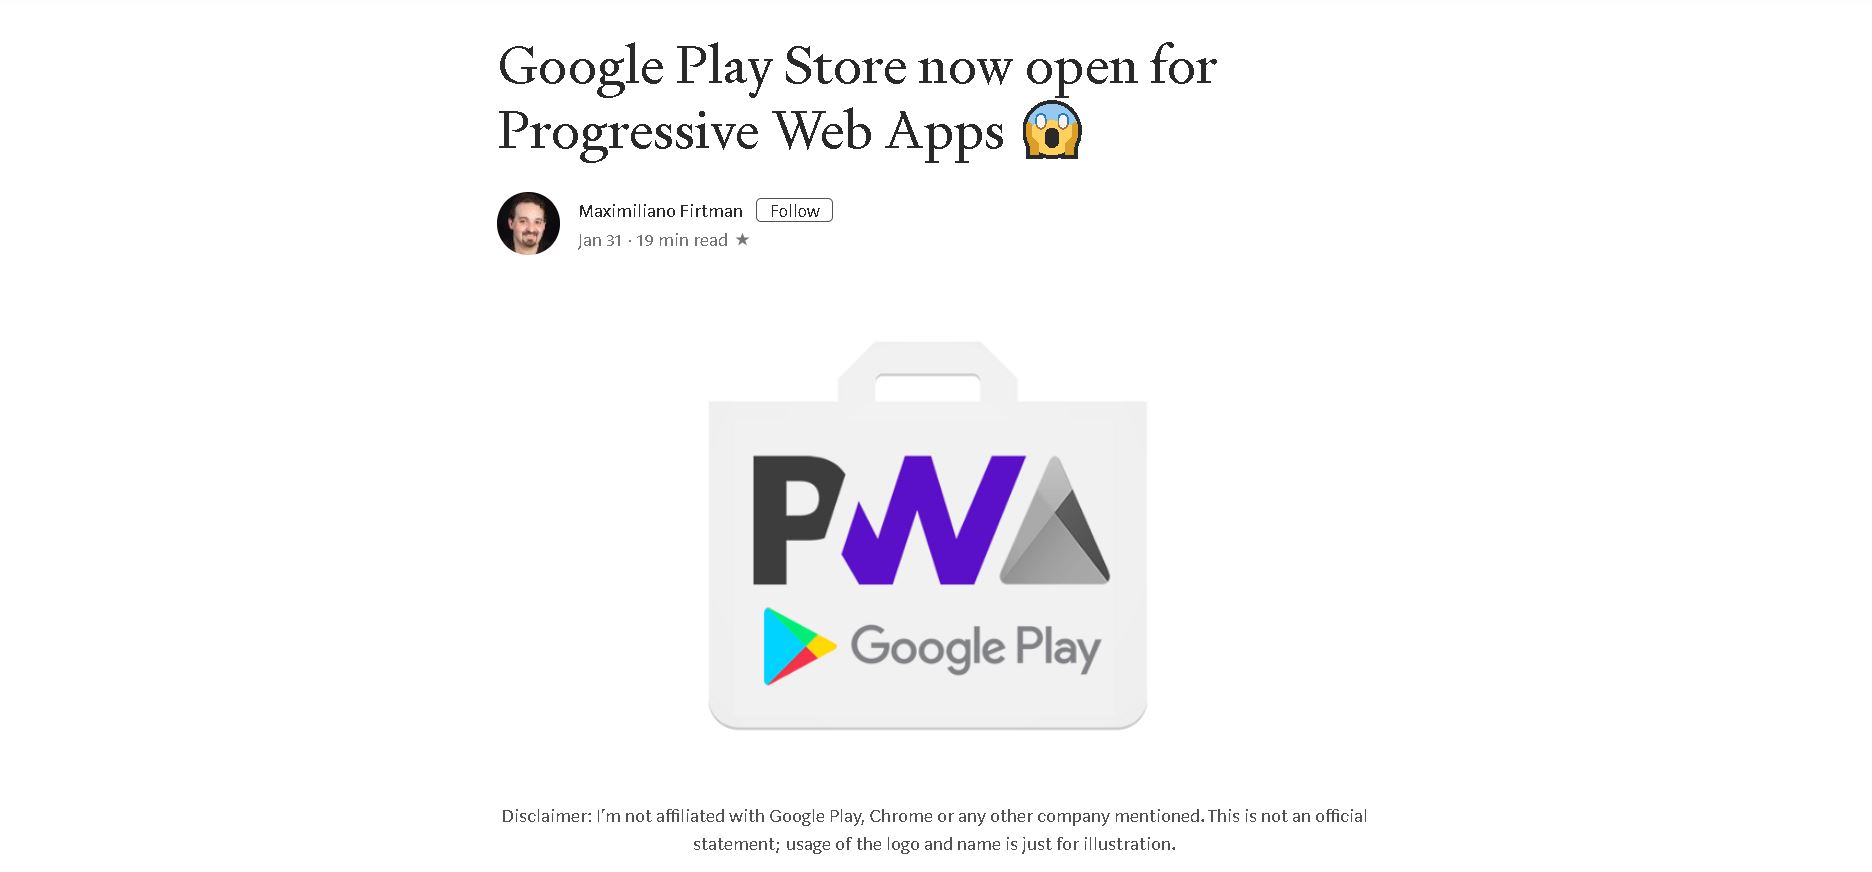 Google Play Store now open for
Progressive Web Apps 😱
Maximiliano Firtman Follow
Jan 31 · 19 min read ★
PWA
Google Play
Disclaimer: I'm not affiliated with Google Play, Chrome or any other company mentioned. This is not an official
statement; usage of the logo and name is just for illustration.